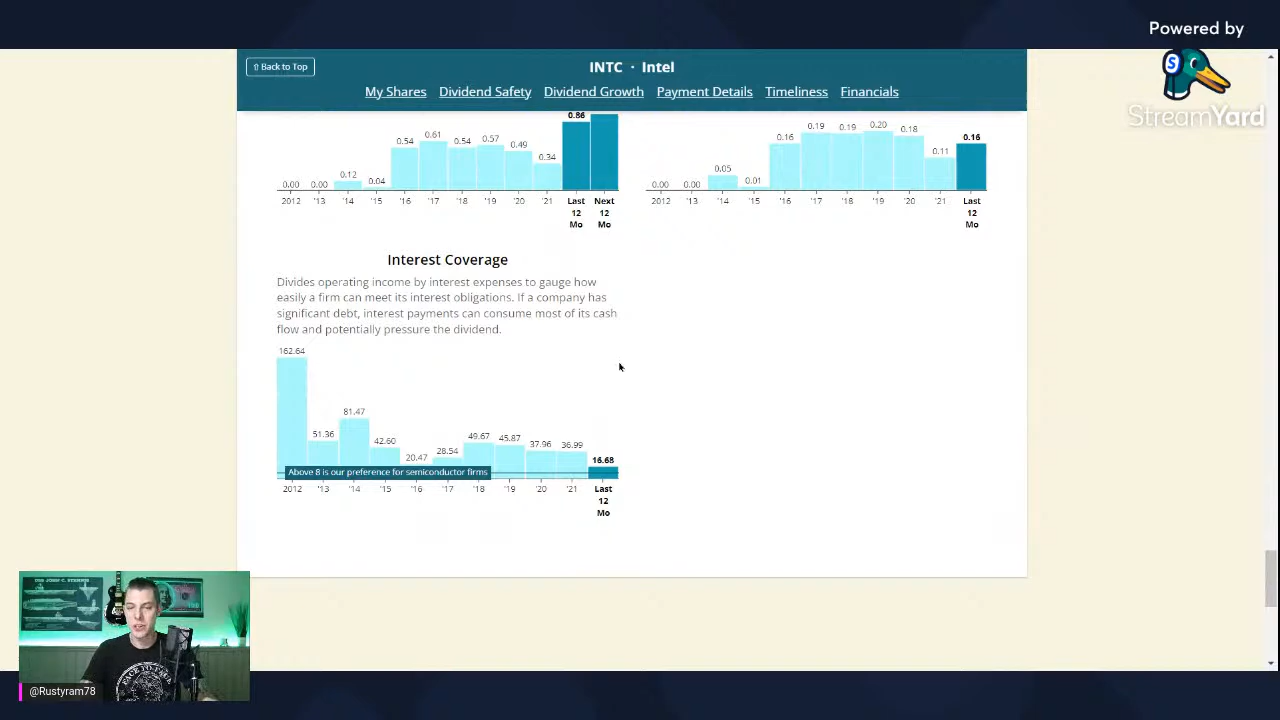 Powered by
StreamYard
⇧ Back to Top
INTC · Intel
My Shares Dividend Safety Dividend Growth Payment Details Timeliness Financials
0.00 0.00 0.12 0.04 0.54 0.61 0.54 0.57 0.49 0.34 0.86
2012 '13 '14 '15 '16 '17 '18 '19 '20 '21 Last 12 Mo Next 12 Mo
0.00 0.00 0.05 0.01 0.16 0.19 0.19 0.20 0.18 0.11 0.16
2012 '13 '14 '15 '16 '17 '18 '19 '20 '21 Last 12 Mo
Interest Coverage
Divides operating income by interest expenses to gauge how
easily a firm can meet its interest obligations. If a company has
significant debt, interest payments can consume most of its cash
flow and potentially pressure the dividend.
162.64 51.36 81.47 42.60 20.47 28.54 49.67 45.87 37.96 36.99 16.68
Above 8 is our preference for semiconductor firms
2012 '13 '14 '15 '16 '17 '18 '19 '20 '21 Last 12 Mo
@Rustyram78